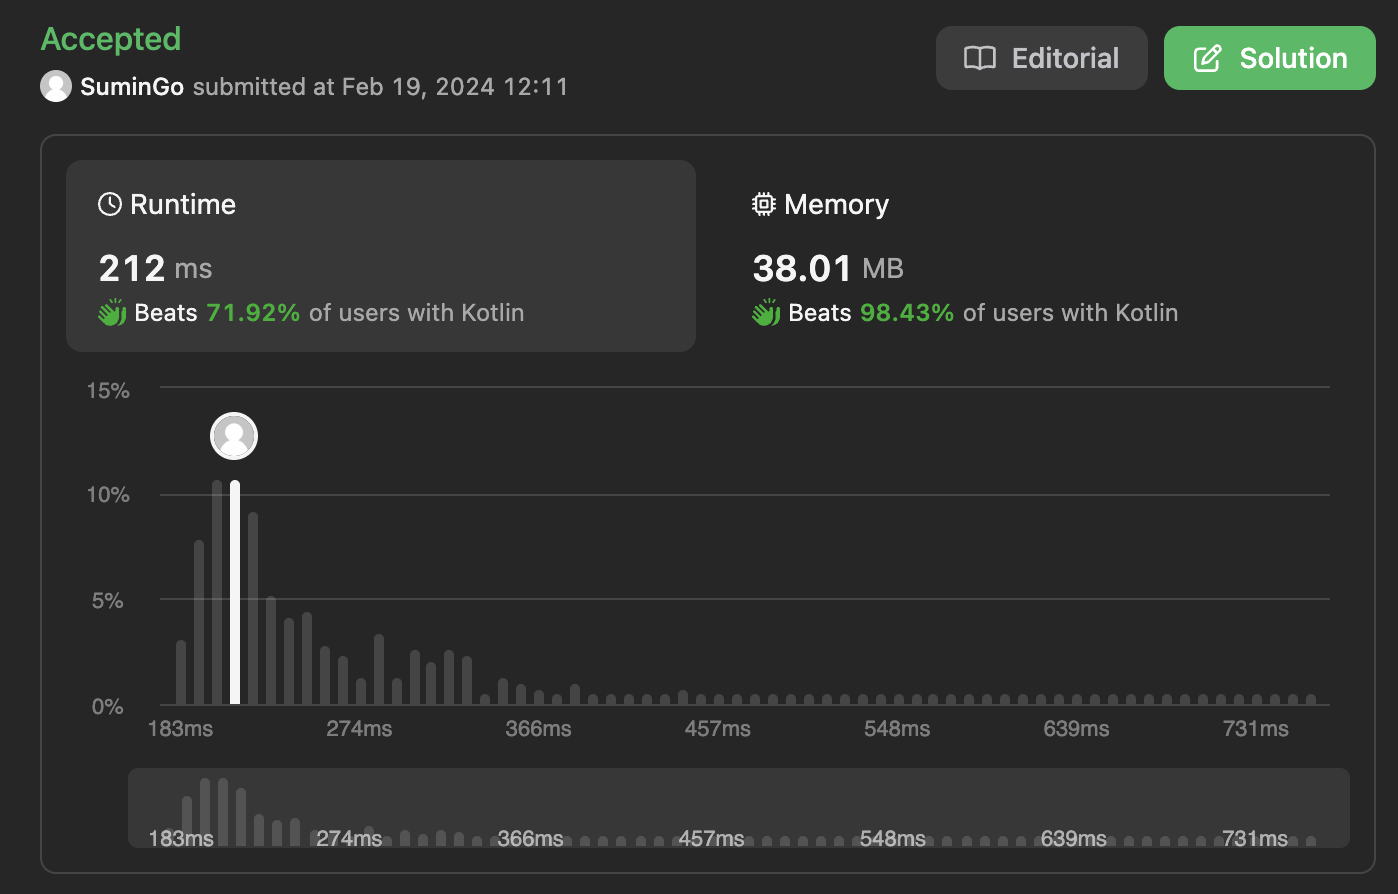 Accepted
SuminGo submitted at Feb 19, 2024 12:11
Editorial
Solution
Runtime
212 ms
Beats 71.92% of users with Kotlin
Memory
38.01 MB
Beats 98.43% of users with Kotlin
15%
10%
5%
0%
183ms 274ms 366ms 457ms 548ms 639ms 731ms
183ms 274ms 366ms 457ms 548ms 639ms 731ms